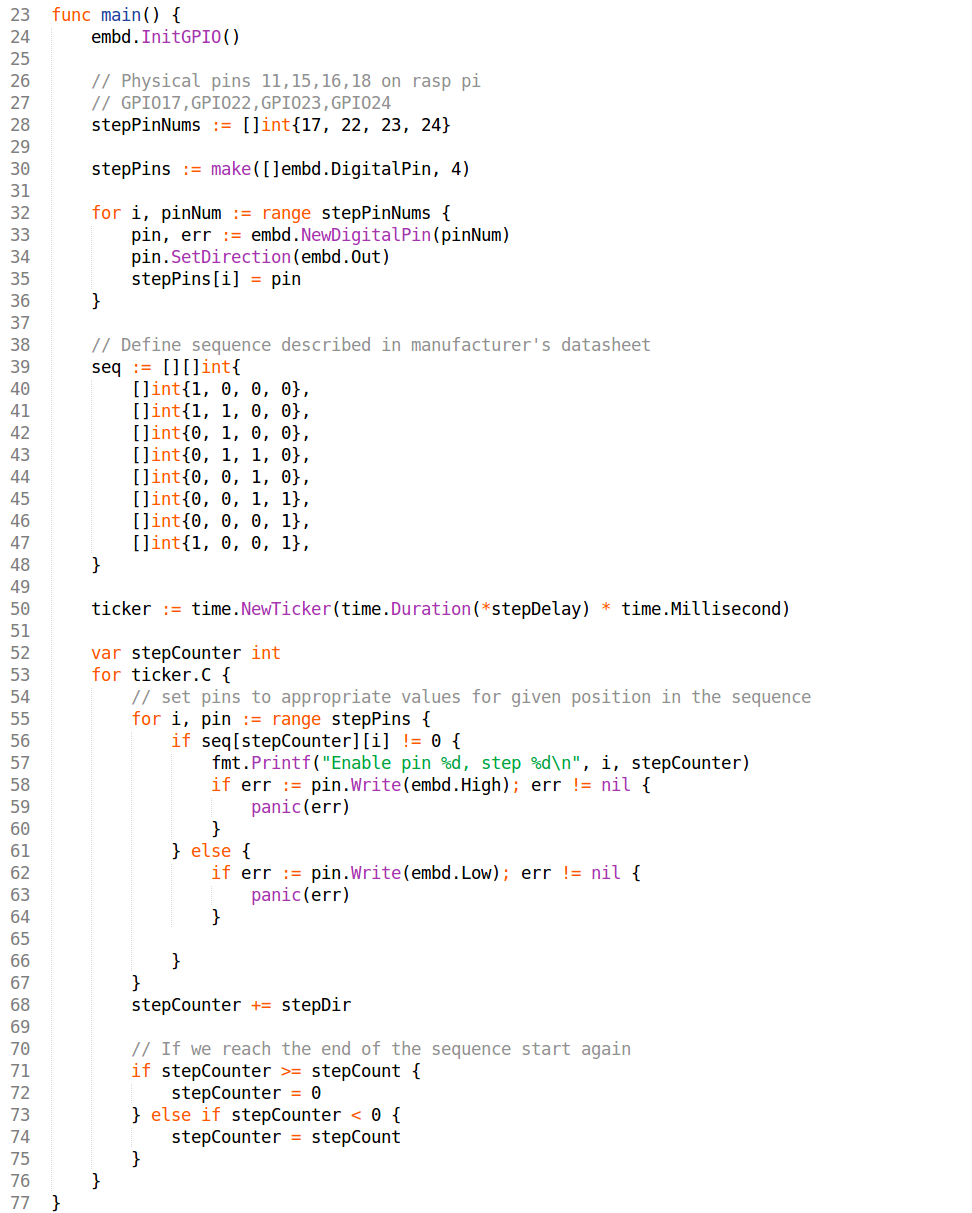 23 func main() {
24     embd.InitGPIO()
25
26     // Physical pins 11,15,16,18 on rasp pi
27     // GPIO17,GPIO22,GPIO23,GPIO24
28     stepPinNums := []int{17, 22, 23, 24}
29
30     stepPins := make([]embd.DigitalPin, 4)
31
32     for i, pinNum := range stepPinNums {
33         pin, err := embd.NewDigitalPin(pinNum)
34         pin.SetDirection(embd.Out)
35         stepPins[i] = pin
36     }
37
38     // Define sequence described in manufacturer's datasheet
39     seq := [][]int{
40         []int{1, 0, 0, 0},
41         []int{1, 1, 0, 0},
42         []int{0, 1, 0, 0},
43         []int{0, 1, 1, 0},
44         []int{0, 0, 1, 0},
45         []int{0, 0, 1, 1},
46         []int{0, 0, 0, 1},
47         []int{1, 0, 0, 1},
48     }
49
50     ticker := time.NewTicker(time.Duration(*stepDelay) * time.Millisecond)
51
52     var stepCounter int
53     for ticker.C {
54         // set pins to appropriate values for given position in the sequence
55         for i, pin := range stepPins {
56             if seq[stepCounter][i] != 0 {
57                 fmt.Printf("Enable pin %d, step %d\n", i, stepCounter)
58                 if err := pin.Write(embd.High); err != nil {
59                     panic(err)
60                 }
61             } else {
62                 if err := pin.Write(embd.Low); err != nil {
63                     panic(err)
64                 }
65
66             }
67         }
68         stepCounter += stepDir
69
70         // If we reach the end of the sequence start again
71         if stepCounter >= stepCount {
72             stepCounter = 0
73         } else if stepCounter < 0 {
74             stepCounter = stepCount
75         }
76     }
77 }